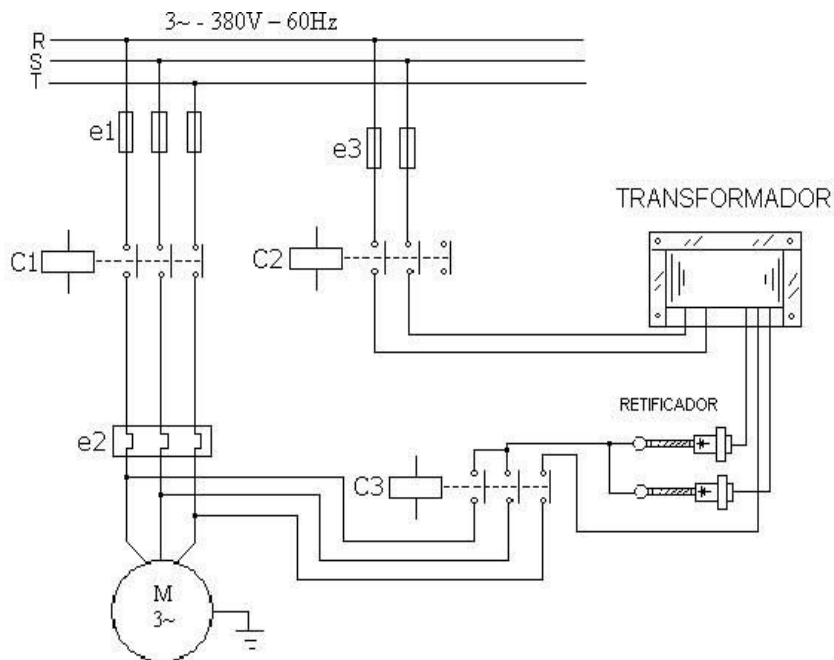 3~ - 380V – 60Hz
R
S
T
e1
e3
TRANSFORMADOR
C1
C2
RETIFICADOR
e2
C3
M
3~